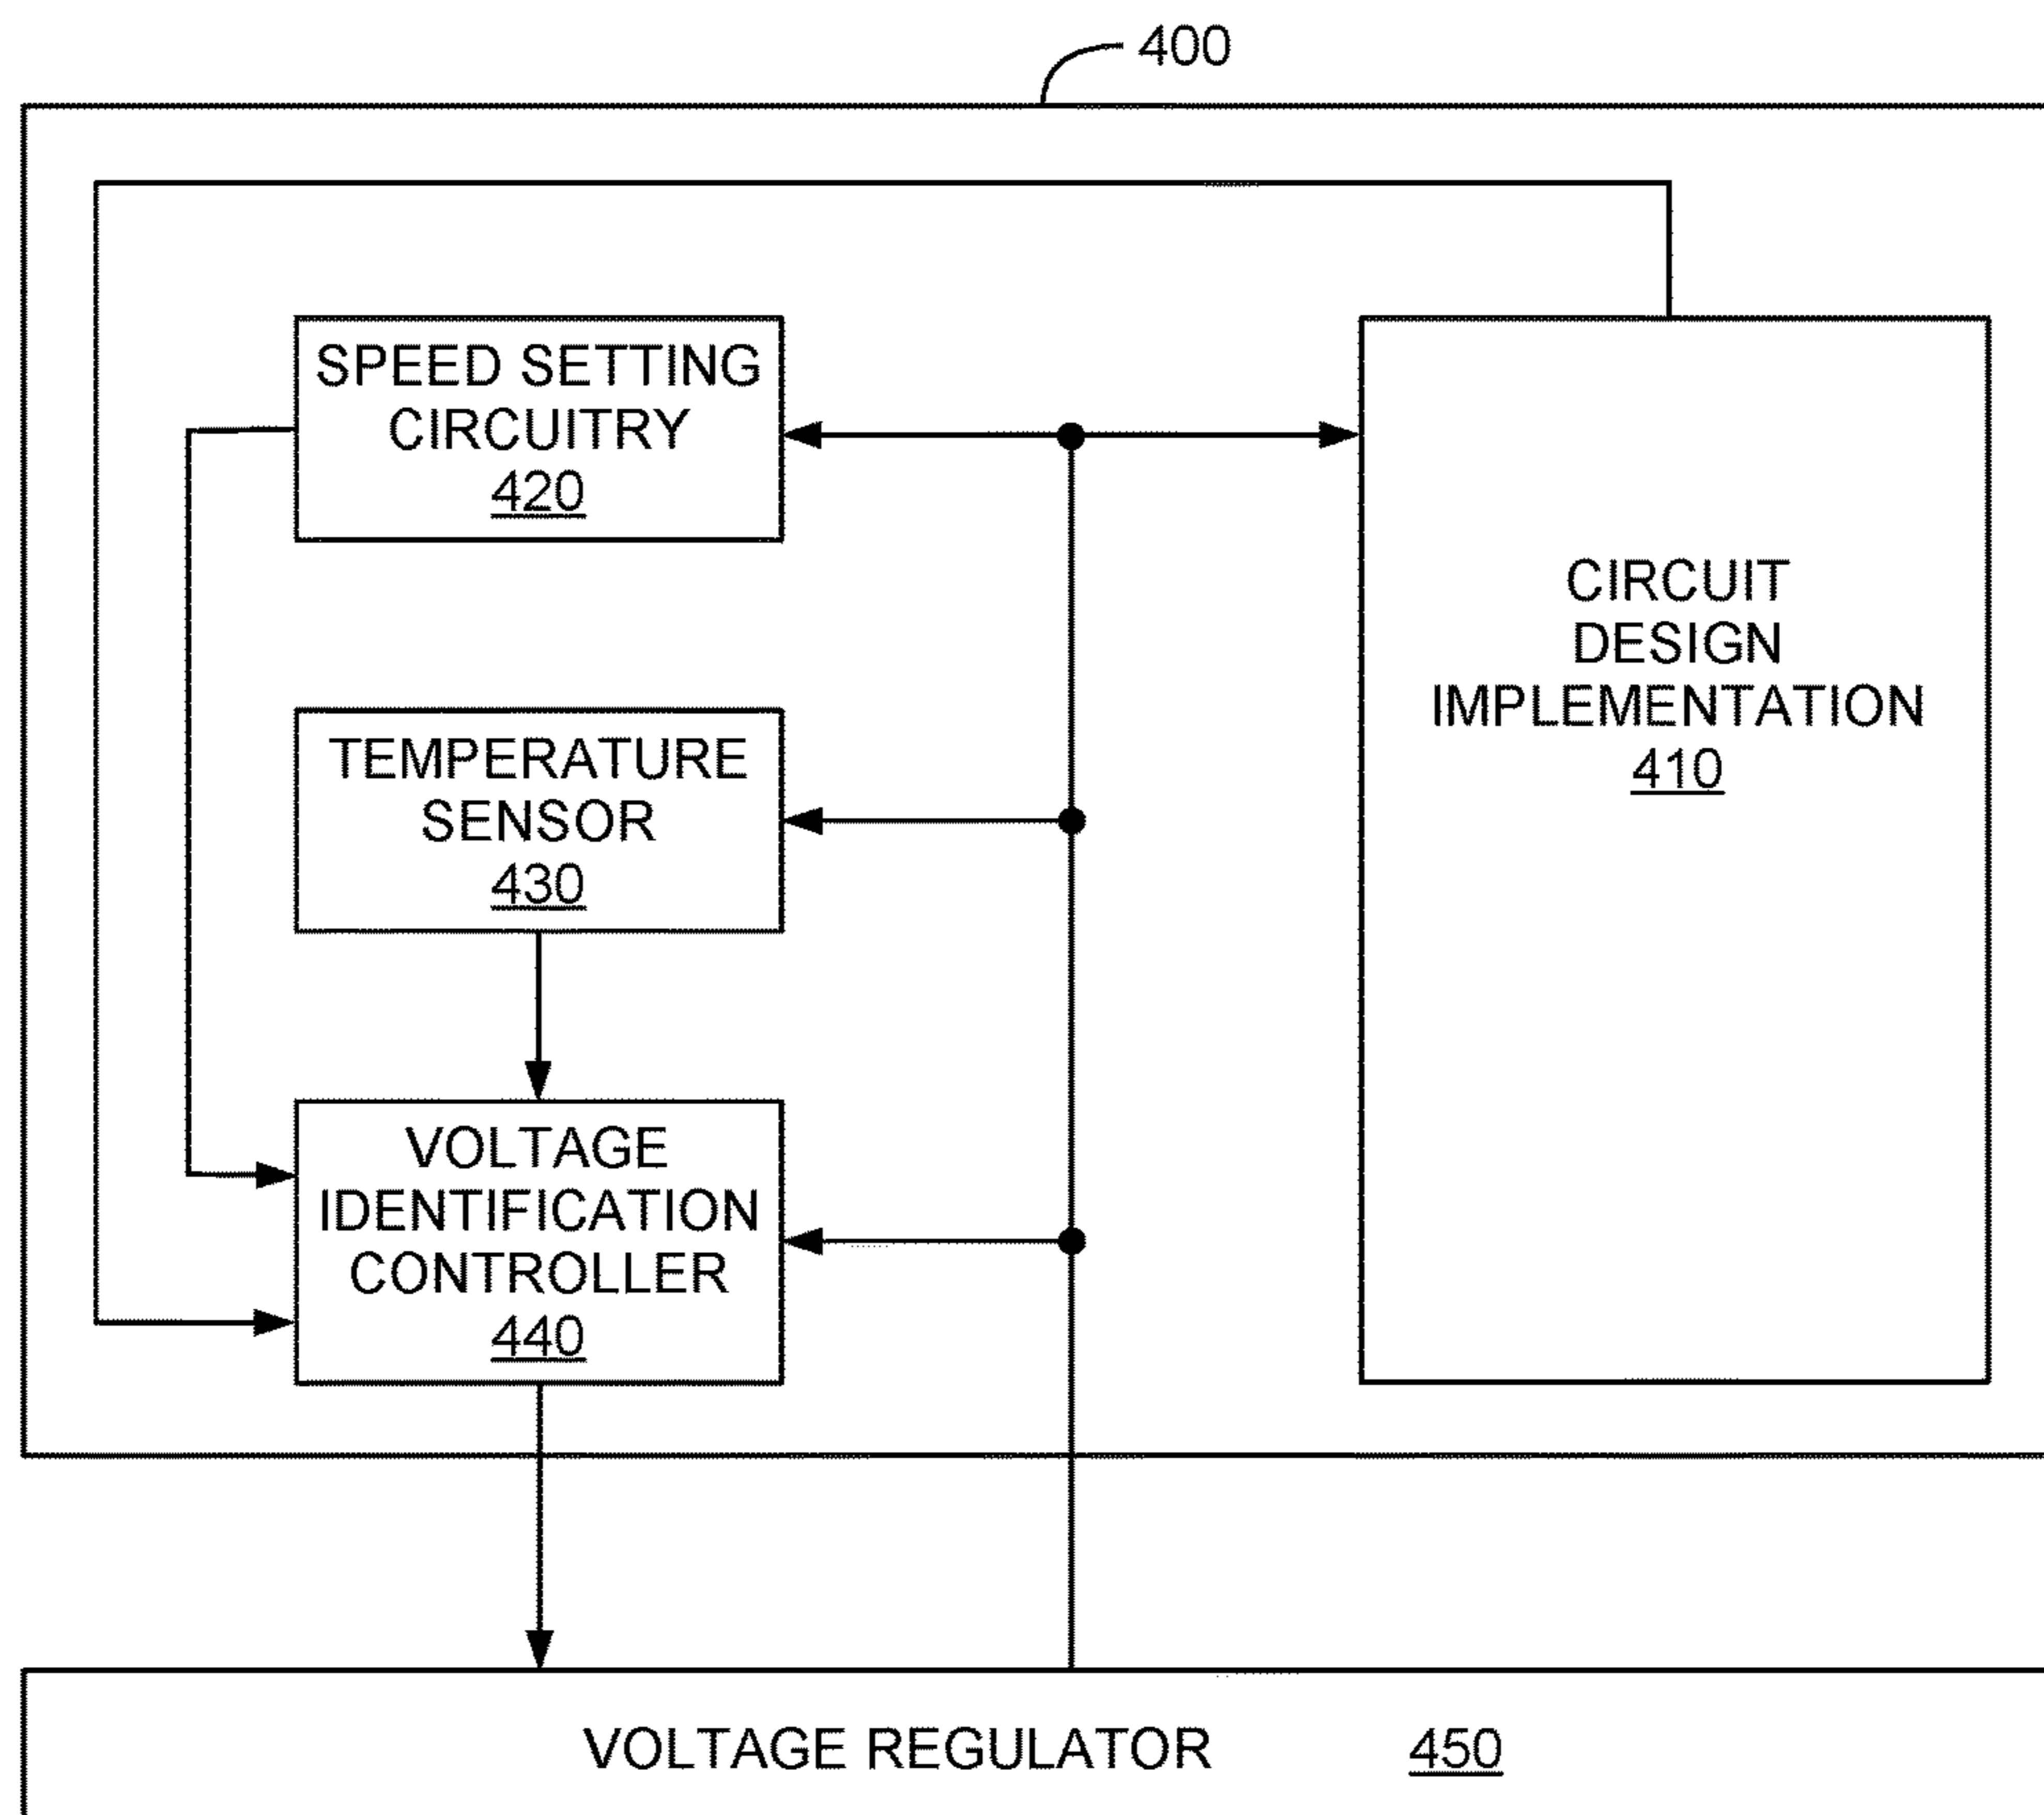 400
SPEED SETTING
CIRCUITRY
420
CIRCUIT
DESIGN
IMPLEMENTATION
410
TEMPERATURE
SENSOR
430
VOLTAGE
IDENTIFICATION
CONTROLLER
440
VOLTAGE REGULATOR 450